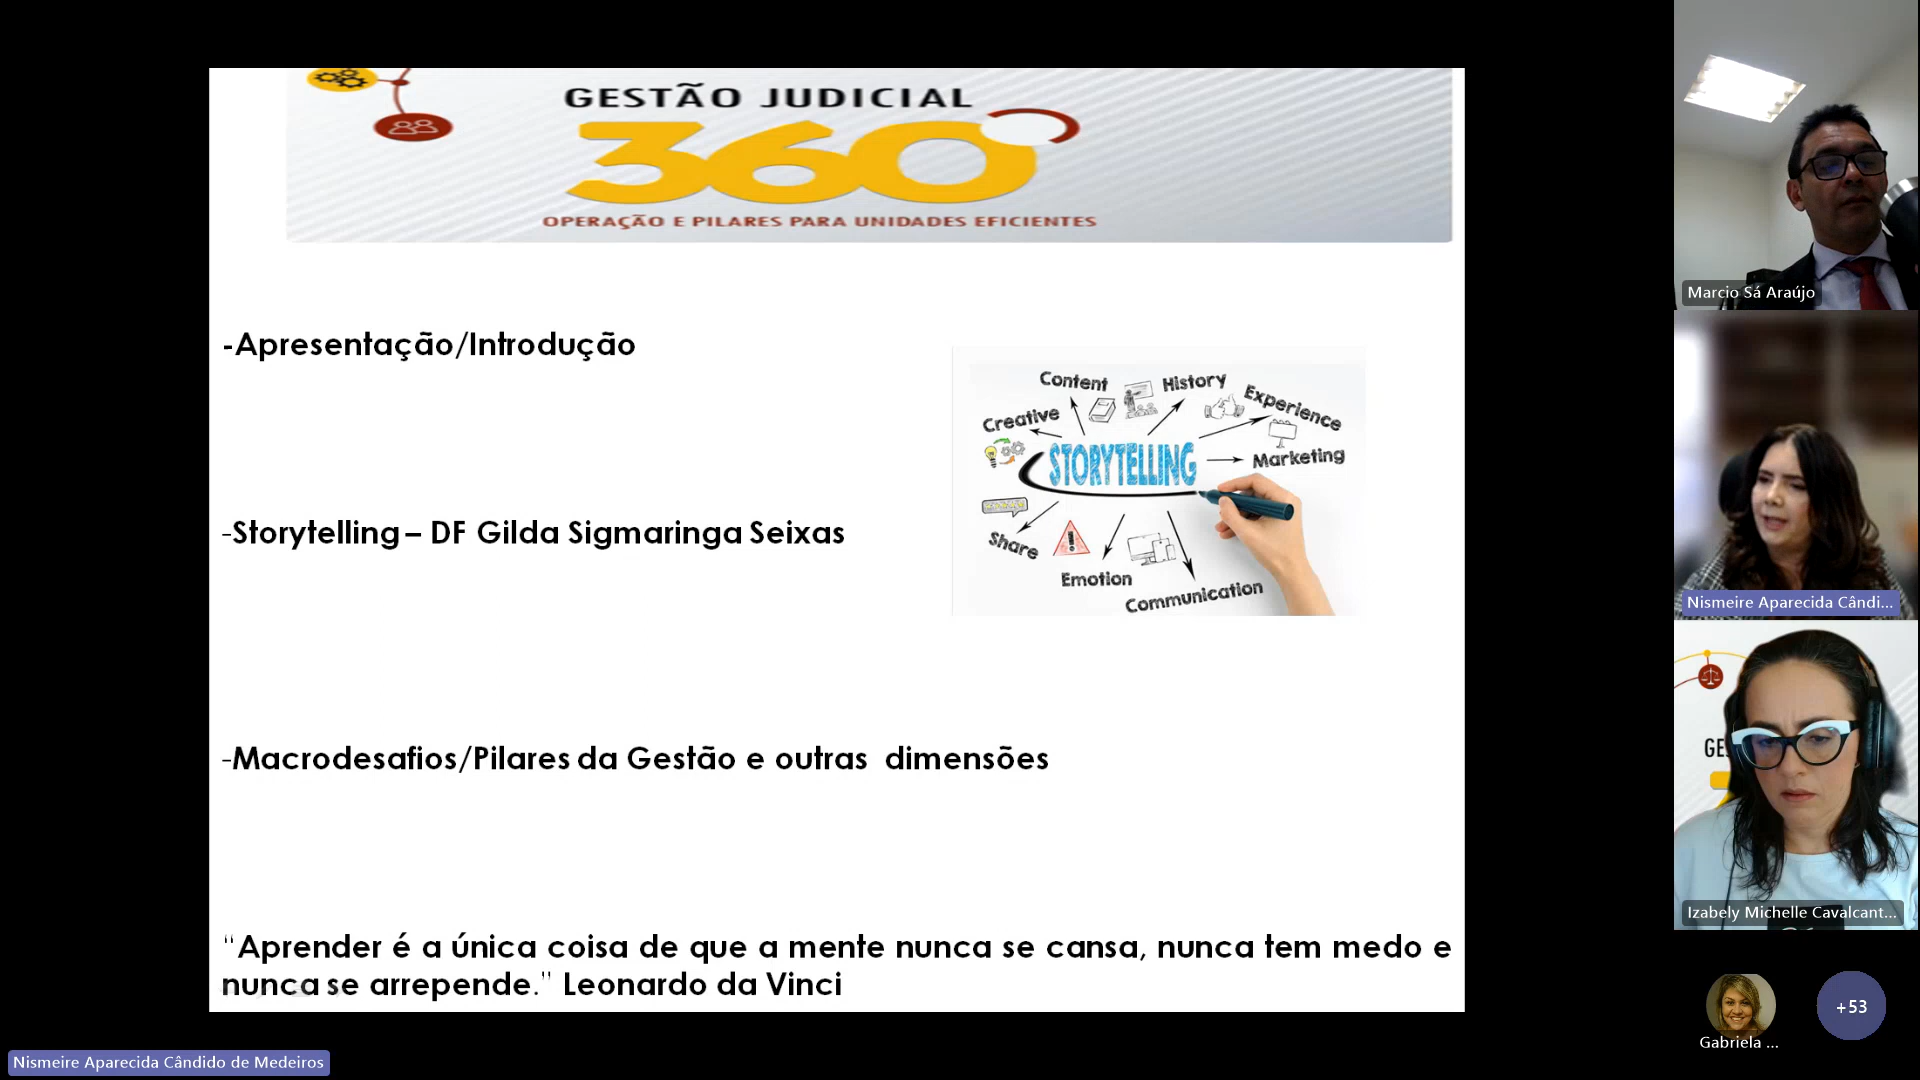 GESTÃO JUDICIAL
360
OPERAÇÃO E PILARES PARA UNIDADES EFICIENTES
-Apresentação/Introdução
Content
History
Experience
Creative
STORYTELLING
Marketing
Share
Emotion
Communication
-Storytelling – DF Gilda Sigmaringa Seixas
-Macrodesafios/Pilares da Gestão e outras dimensões
“Aprender é a única coisa de que a mente nunca se cansa, nunca tem medo e
nunca se arrepende.” Leonardo da Vinci
Marcio Sá Araújo
Nismeire Aparecida Cândi...
GE
Izabely Michelle Cavalcant...
Gabriela ...
+53
Nismeire Aparecida Cândido de Medeiros